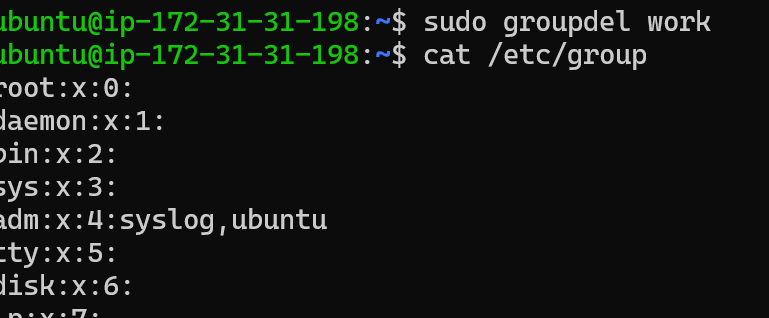 ubuntu@ip-172-31-31-198:~$ sudo groupdel work
ubuntu@ip-172-31-31-198:~$ cat /etc/group
root:x:0:
daemon:x:1:
bin:x:2:
sys:x:3:
adm:x:4:syslog,ubuntu
tty:x:5:
disk:x:6: